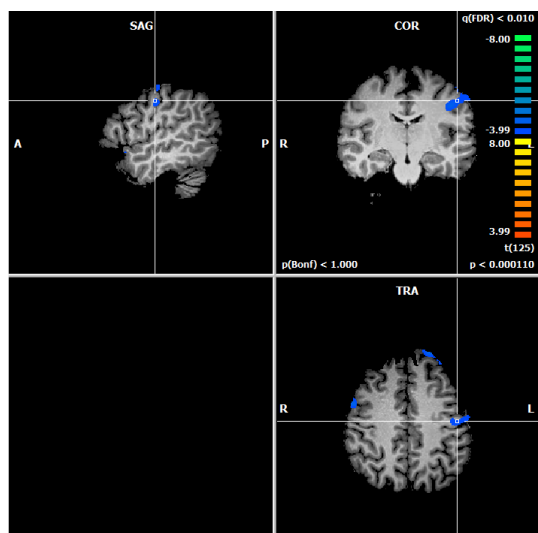 SAG
A
P
COR
q(FDR) < 0.010
-8.00
-3.99
8.00
R
L
3.99
t(125)
p(Bonf) < 1.000
p < 0.000110
TRA
R
L